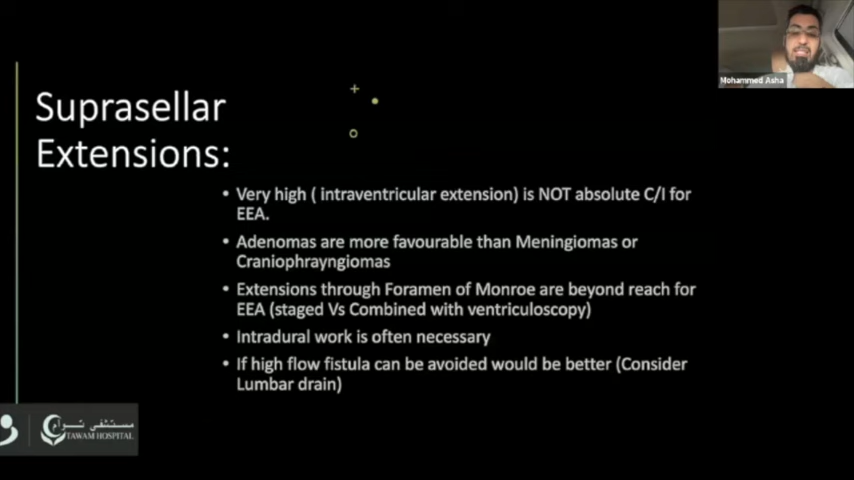 Mohammed Asha
Suprasellar
Extensions:
• Very high ( intraventricular extension) is NOT absolute C/I for
EEA.
• Adenomas are more favourable than Meningiomas or
Craniophrayngiomas
• Extensions through Foramen of Monroe are beyond reach for
EEA (staged Vs Combined with ventriculoscopy)
• Intradural work is often necessary
• If high flow fistula can be avoided would be better (Consider
Lumbar drain)
مستشفى توام
TAWAM HOSPITAL